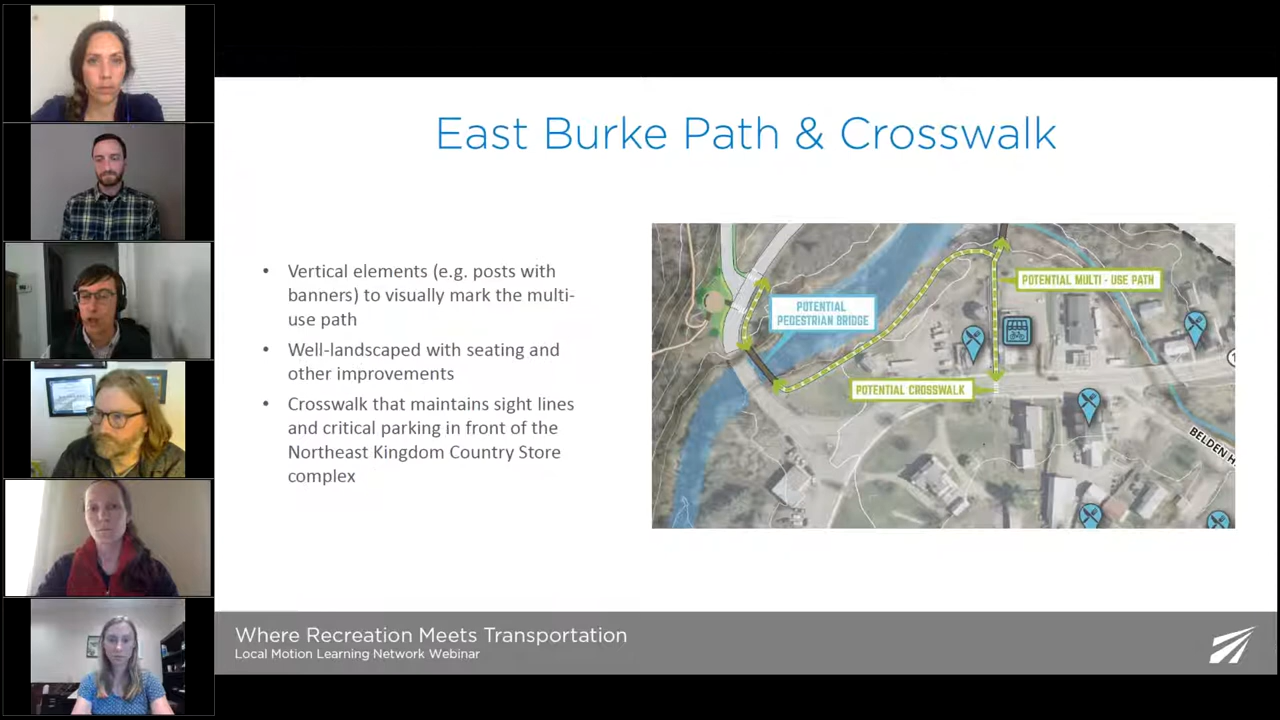 East Burke Path & Crosswalk
• Vertical elements (e.g. posts with
banners) to visually mark the multi-
use path
• Well-landscaped with seating and
other improvements
• Crosswalk that maintains sight lines
and critical parking in front of the
Northeast Kingdom Country Store
complex
POTENTIAL
PEDESTRIAN BRIDGE
POTENTIAL MULTI - USE PATH
POTENTIAL CROSSWALK
BELDEN H
Where Recreation Meets Transportation
Local Motion Learning Network Webinar